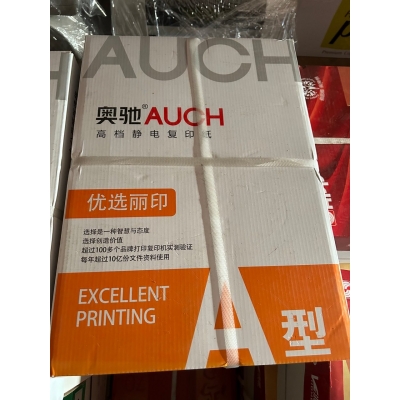 AUCH
奥驰®AUCH
高档静电复印纸
优选丽印
选择是一种智慧与态度
选择创造价值
超过100多个品牌打印复印机实测验证
每年超过10亿份文件资料使用
EXCELLENT
PRINTING
A型